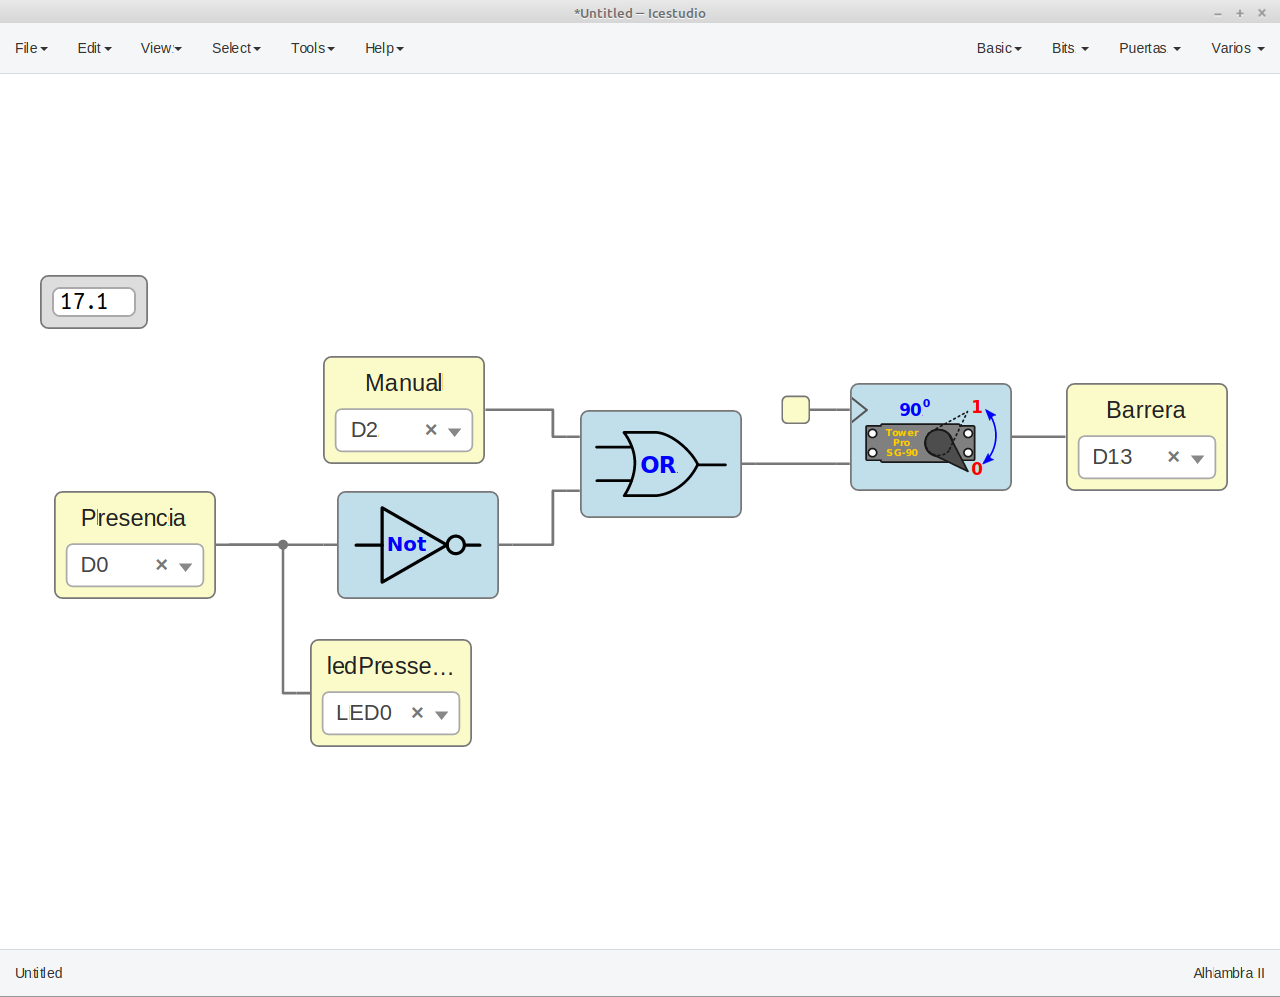 *Untitled – Icestudio
File Edit View Select Tools Help Basic Bits Puertas Varios
17.1
Manual
D2
Presencia
D0
Not
ledPresse...
LED0
OR
90⁰ 1
Tower
Pro
SG-90
0
Barrera
D13
Untitled Alhambra II